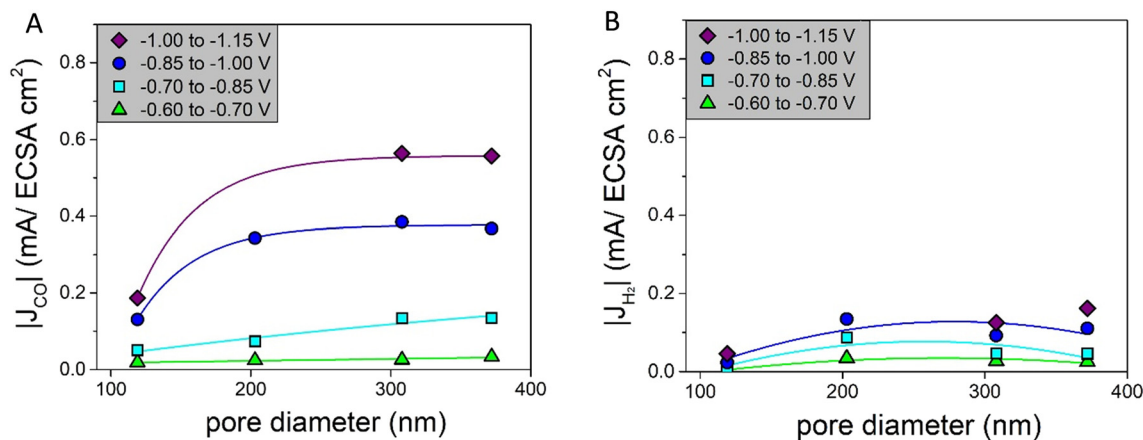 A
-1.00 to -1.15 V
-0.85 to -1.00 V
-0.70 to -0.85 V
-0.60 to -0.70 V
|J_CO| (mA/ ECSA cm²)
0.8
0.6
0.4
0.2
0.0
100 200 300 400
pore diameter (nm)
B
-1.00 to -1.15 V
-0.85 to -1.00 V
-0.70 to -0.85 V
-0.60 to -0.70 V
|J_H₂| (mA/ ECSA cm²)
0.8
0.6
0.4
0.2
0.0
100 200 300 400
pore diameter (nm)